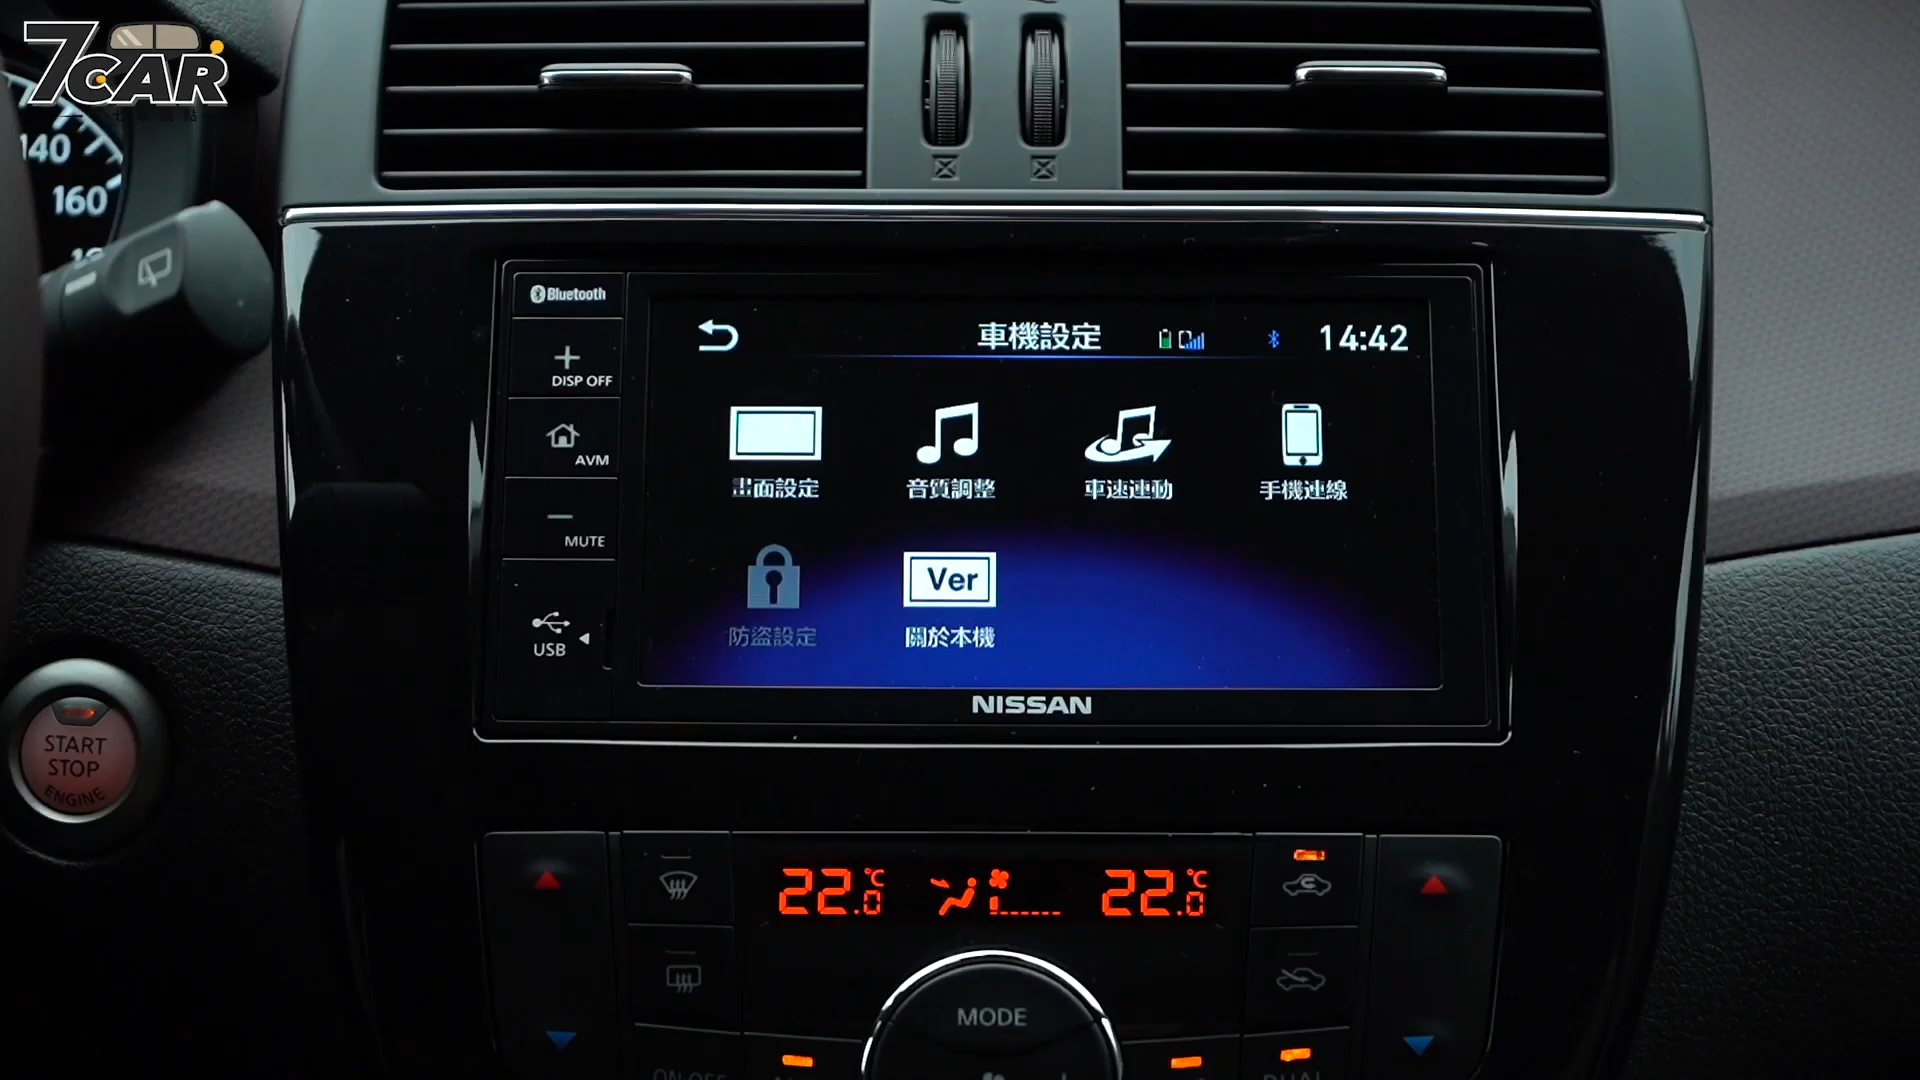 7CAR
140
160
Bluetooth
DISP OFF
AVM
MUTE
USB
車機設定
14:42
畫面設定
音質調整
車速連動
手機連線
防盜設定
Ver
關於本機
NISSAN
START
STOP
ENGINE
22.0℃
22.0℃
MODE